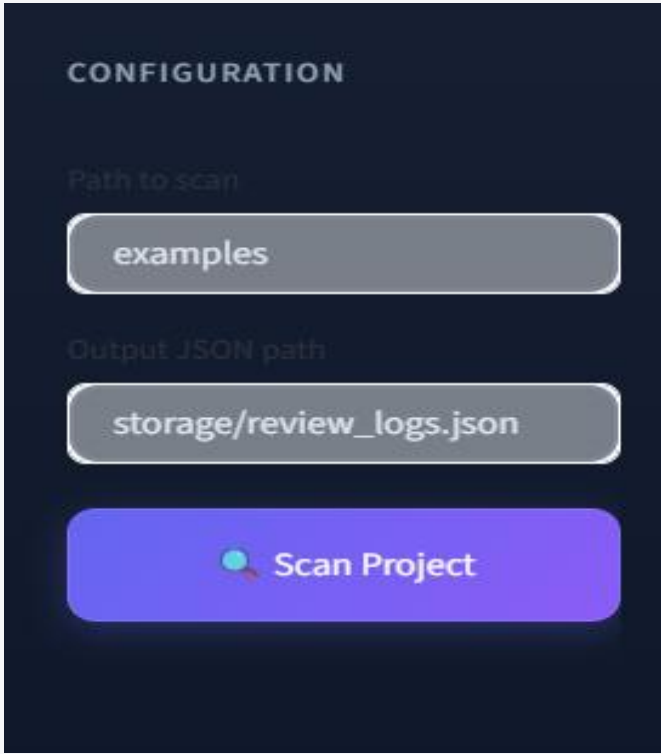 CONFIGURATION
Path to scan
examples
Output JSON path
storage/review_logs.json
Scan Project